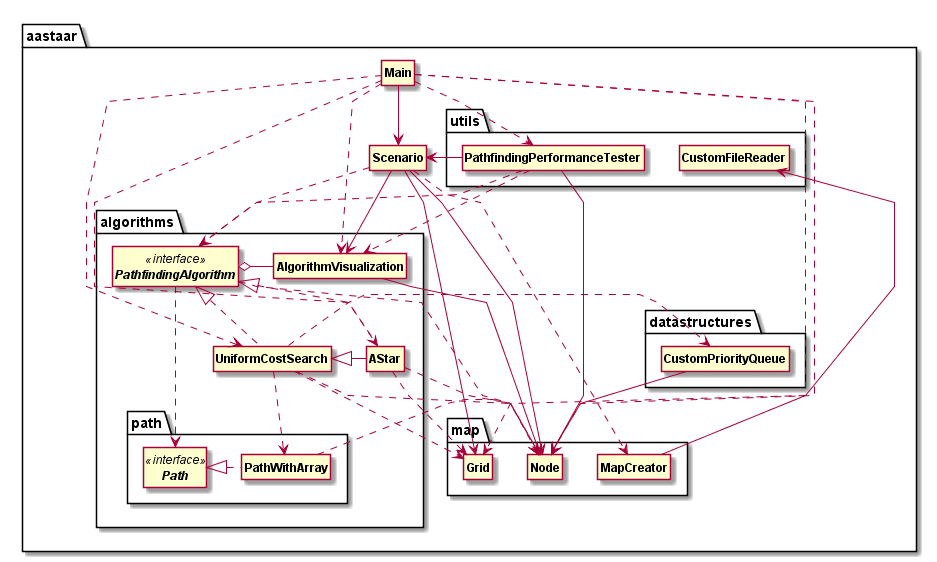 aastaar
Main
utils
Scenario
PathfindingPerformanceTester
CustomFileReader
algorithms
«interface»
PathfindingAlgorithm
AlgorithmVisualization
datastructures
UniformCostSearch
AStar
CustomPriorityQueue
path
map
«interface»
Path
PathWithArray
Grid
Node
MapCreator